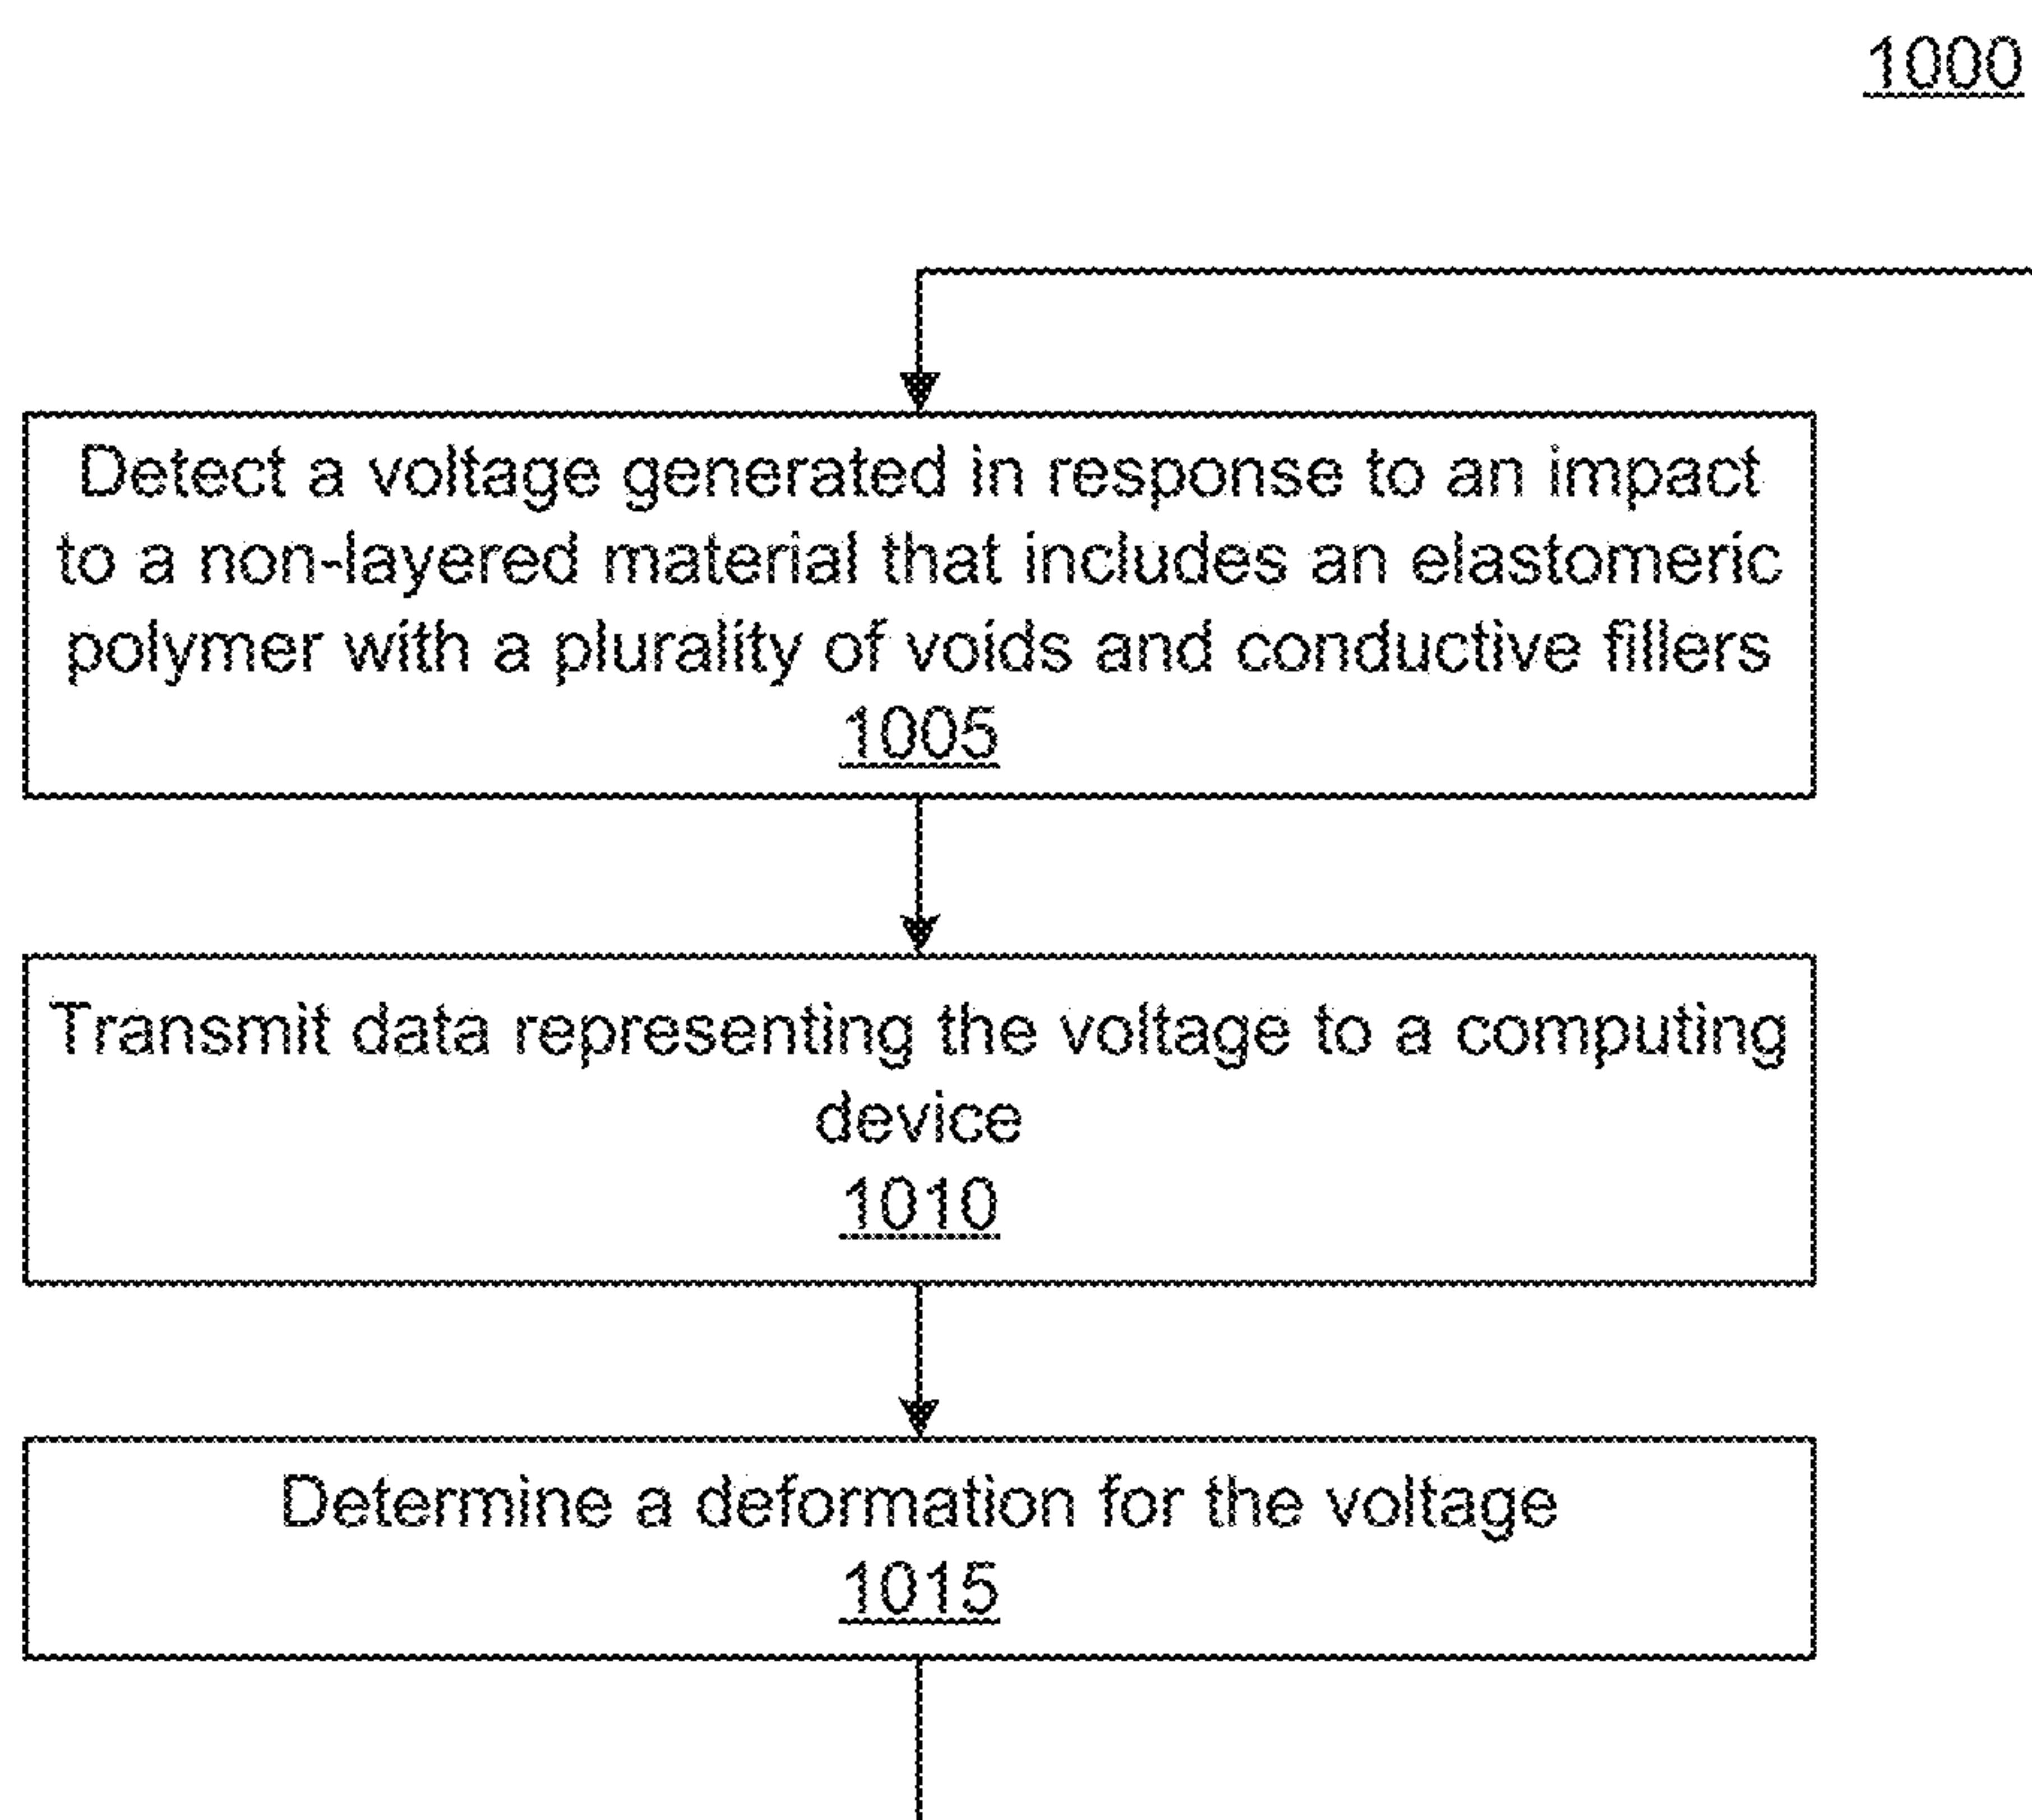 1000
Detect a voltage generated in response to an impact
to a non-layered material that includes an elastomeric
polymer with a plurality of voids and conductive fillers
1005
Transmit data representing the voltage to a computing
device
1010
Determine a deformation for the voltage
1015